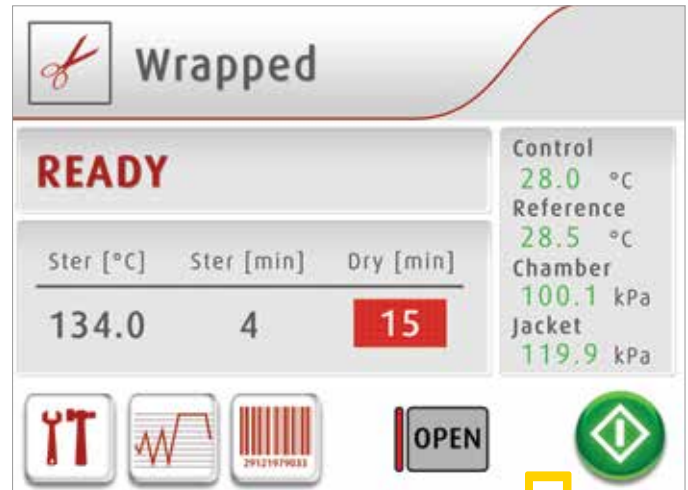 Wrapped
READY
Ster [°C] Ster [min] Dry [min]
134.0 4 15
Control
28.0 °C
Reference
28.5 °C
Chamber
100.1 kPa
Jacket
119.9 kPa
29121979033
OPEN